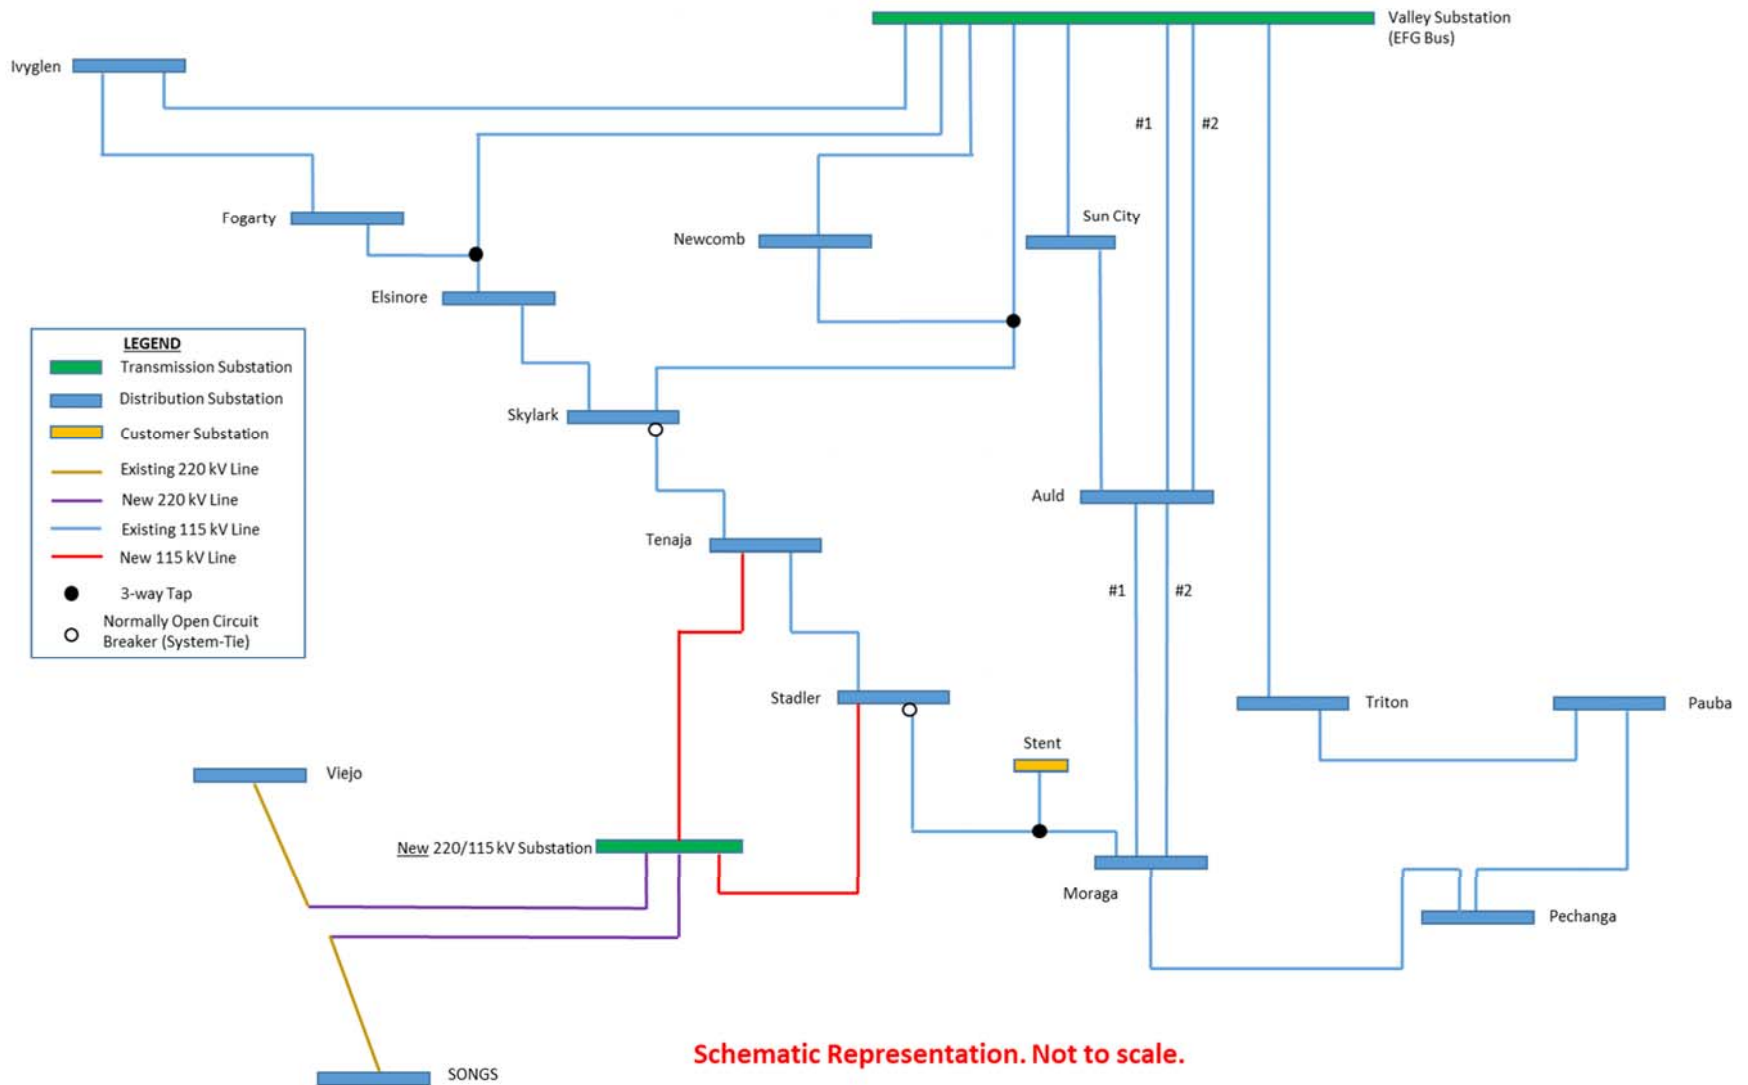 Valley Substation
(EFG Bus)
Ivyglen
#1
#2
Fogarty
Newcomb
Sun City
Elsinore
LEGEND
Transmission Substation
Distribution Substation
Customer Substation
Existing 220 kV Line
New 220 kV Line
Existing 115 kV Line
New 115 kV Line
3-way Tap
Normally Open Circuit
Breaker (System-Tie)
Skylark
Auld
Tenaja
#1
#2
Stadler
Triton
Pauba
Stent
Viejo
New 220/115 kV Substation
Moraga
Pechanga
Schematic Representation. Not to scale.
SONGS